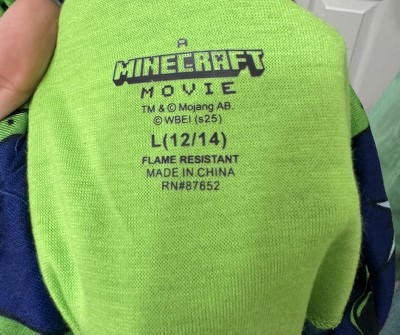 A
MINECRAFT
MOVIE
TM & © Mojang AB.
© WBEI (s25)
L(12/14)
FLAME RESISTANT
MADE IN CHINA
RN#87652